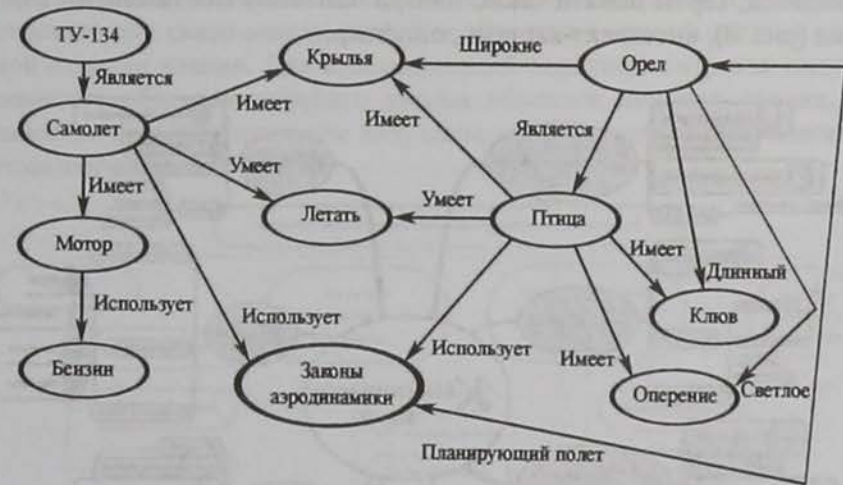 ТУ-134
Является
Крылья
Широкие
Орел
Имеет
Имеет
Является
Самолет
Имеет
Умеет
Летать
Умеет
Птица
Мотор
Имеет
Длинный
Клюв
Использует
Использует
Использует
Имеет
Бензин
Законы
аэродинамики
Оперение
Светлое
Планирующий полет